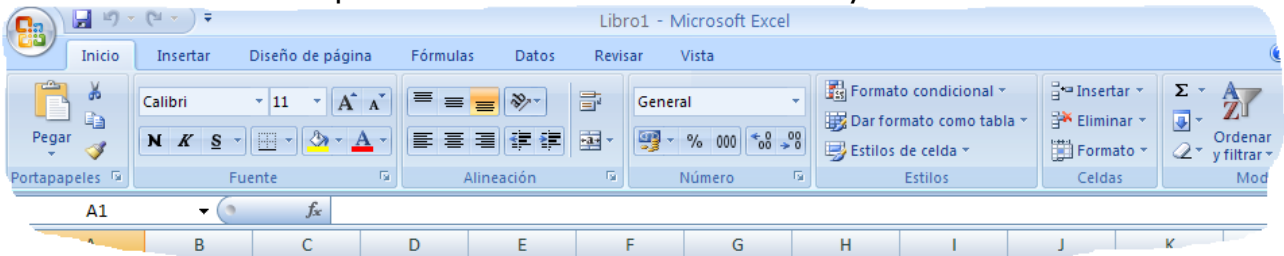 Libro1 - Microsoft Excel
Inicio Insertar Diseño de página Fórmulas Datos Revisar Vista
Calibri 11 A A General Formato condicional Insertar Σ
Pegar Dar formato como tabla Eliminar Ordenar
N K S A % 000 Estilos de celda Formato y filtrar
Portapapeles Fuente Alineación Número Estilos Celdas Mod
A1 fx
A B C D E F G H I J K